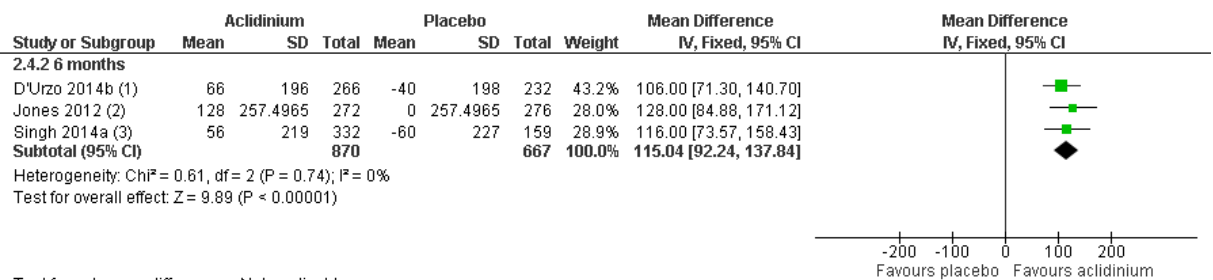 Aclidinium Placebo Mean Difference Mean Difference
Study or Subgroup Mean SD Total Mean SD Total Weight IV, Fixed, 95% CI IV, Fixed, 95% CI
2.4.2 6 months
D'Urzo 2014b (1) 66 196 266 -40 198 232 43.2% 106.00 [71.30, 140.70]
Jones 2012 (2) 128 257.4965 272 0 257.4965 276 28.0% 128.00 [84.88, 171.12]
Singh 2014a (3) 56 219 332 -60 227 159 28.9% 116.00 [73.57, 158.43]
Subtotal (95% CI) 870 667 100.0% 115.04 [92.24, 137.84]
Heterogeneity: Chi² = 0.61, df = 2 (P = 0.74); I² = 0%
Test for overall effect: Z = 9.89 (P < 0.00001)
-200 -100 0 100 200
Favours placebo Favours aclidinium